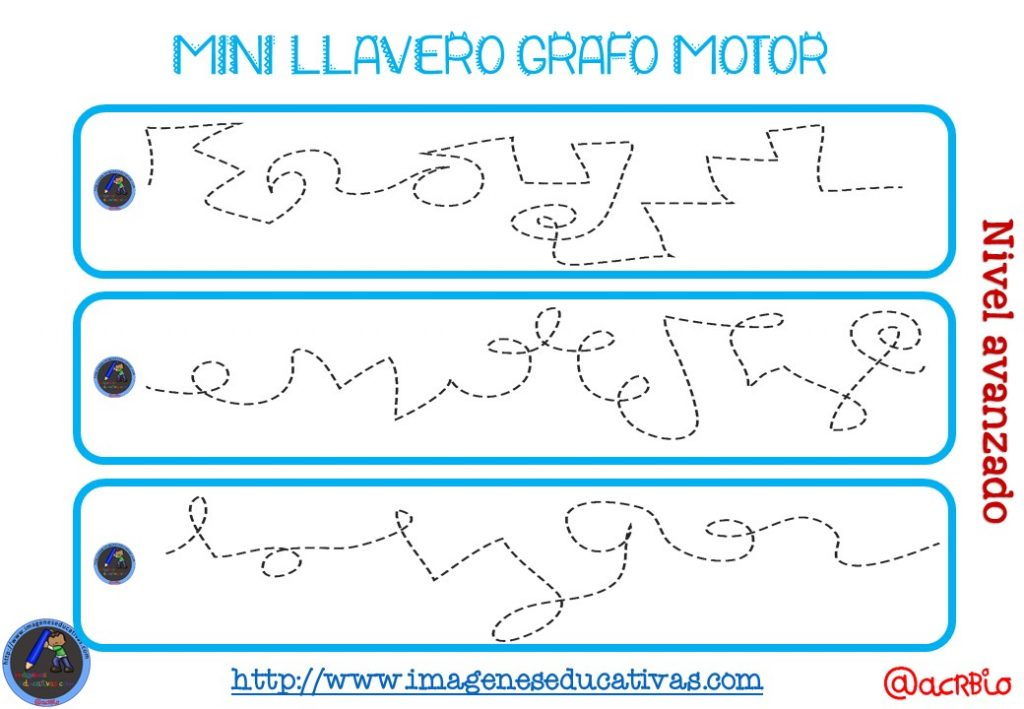 MINI LLAVERO GRAFO MOTOR
Nivel avanzado
http://www.imageneseducativas.com
@acrbio